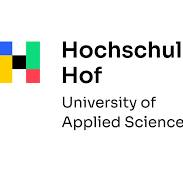 Hochschul
Hof
University of
Applied Science